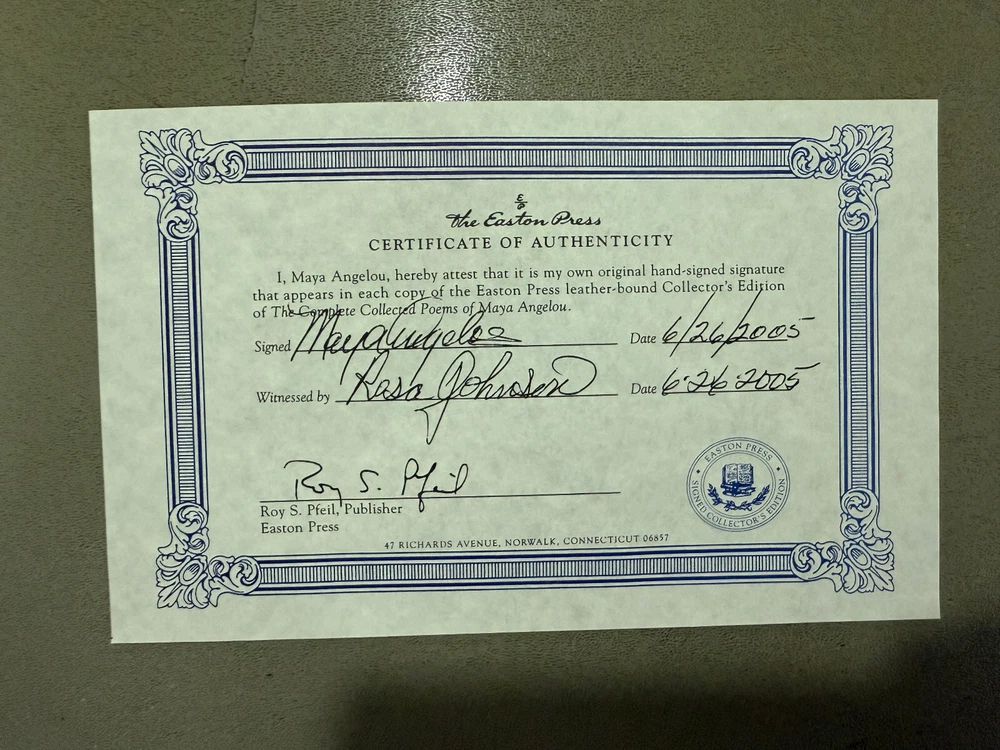 E
P
the Easton Press
CERTIFICATE OF AUTHENTICITY
I, Maya Angelou, hereby attest that it is my own original hand-signed signature
that appears in each copy of the Easton Press leather-bound Collector's Edition
of The Complete Collected Poems of Maya Angelou.
Signed Maya Angelou Date 6/26/2005
Witnessed by Rosa Johnson Date 6·26·2005
Roy S. Pfeil
Roy S. Pfeil, Publisher
Easton Press
EASTON PRESS
SIGNED COLLECTOR'S EDITION
47 RICHARDS AVENUE, NORWALK, CONNECTICUT 06857